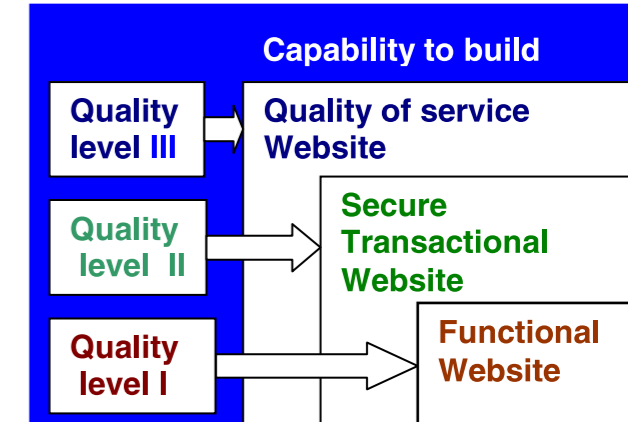 Capability to build
Quality
level III
Quality of service
Website
Quality
level II
Secure
Transactional
Website
Quality
level I
Functional
Website